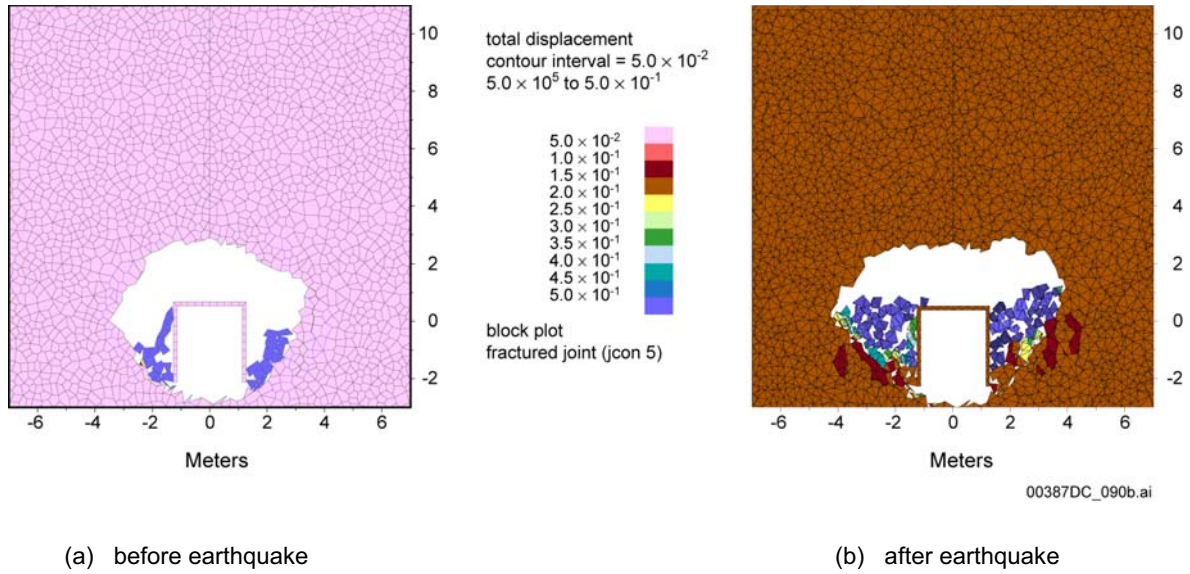 total displacement
contour interval = 5.0 × 10⁻²
5.0 × 10⁵ to 5.0 × 10⁻¹
5.0 × 10⁻²
1.0 × 10⁻¹
1.5 × 10⁻¹
2.0 × 10⁻¹
2.5 × 10⁻¹
3.0 × 10⁻¹
3.5 × 10⁻¹
4.0 × 10⁻¹
4.5 × 10⁻¹
5.0 × 10⁻¹
block plot
fractured joint (jcon 5)
10
8
6
4
2
0
-2
-6 -4 -2 0 2 4 6
Meters
10
8
6
4
2
0
-2
-6 -4 -2 0 2 4 6
Meters
00387DC_090b.ai
(a) before earthquake
(b) after earthquake